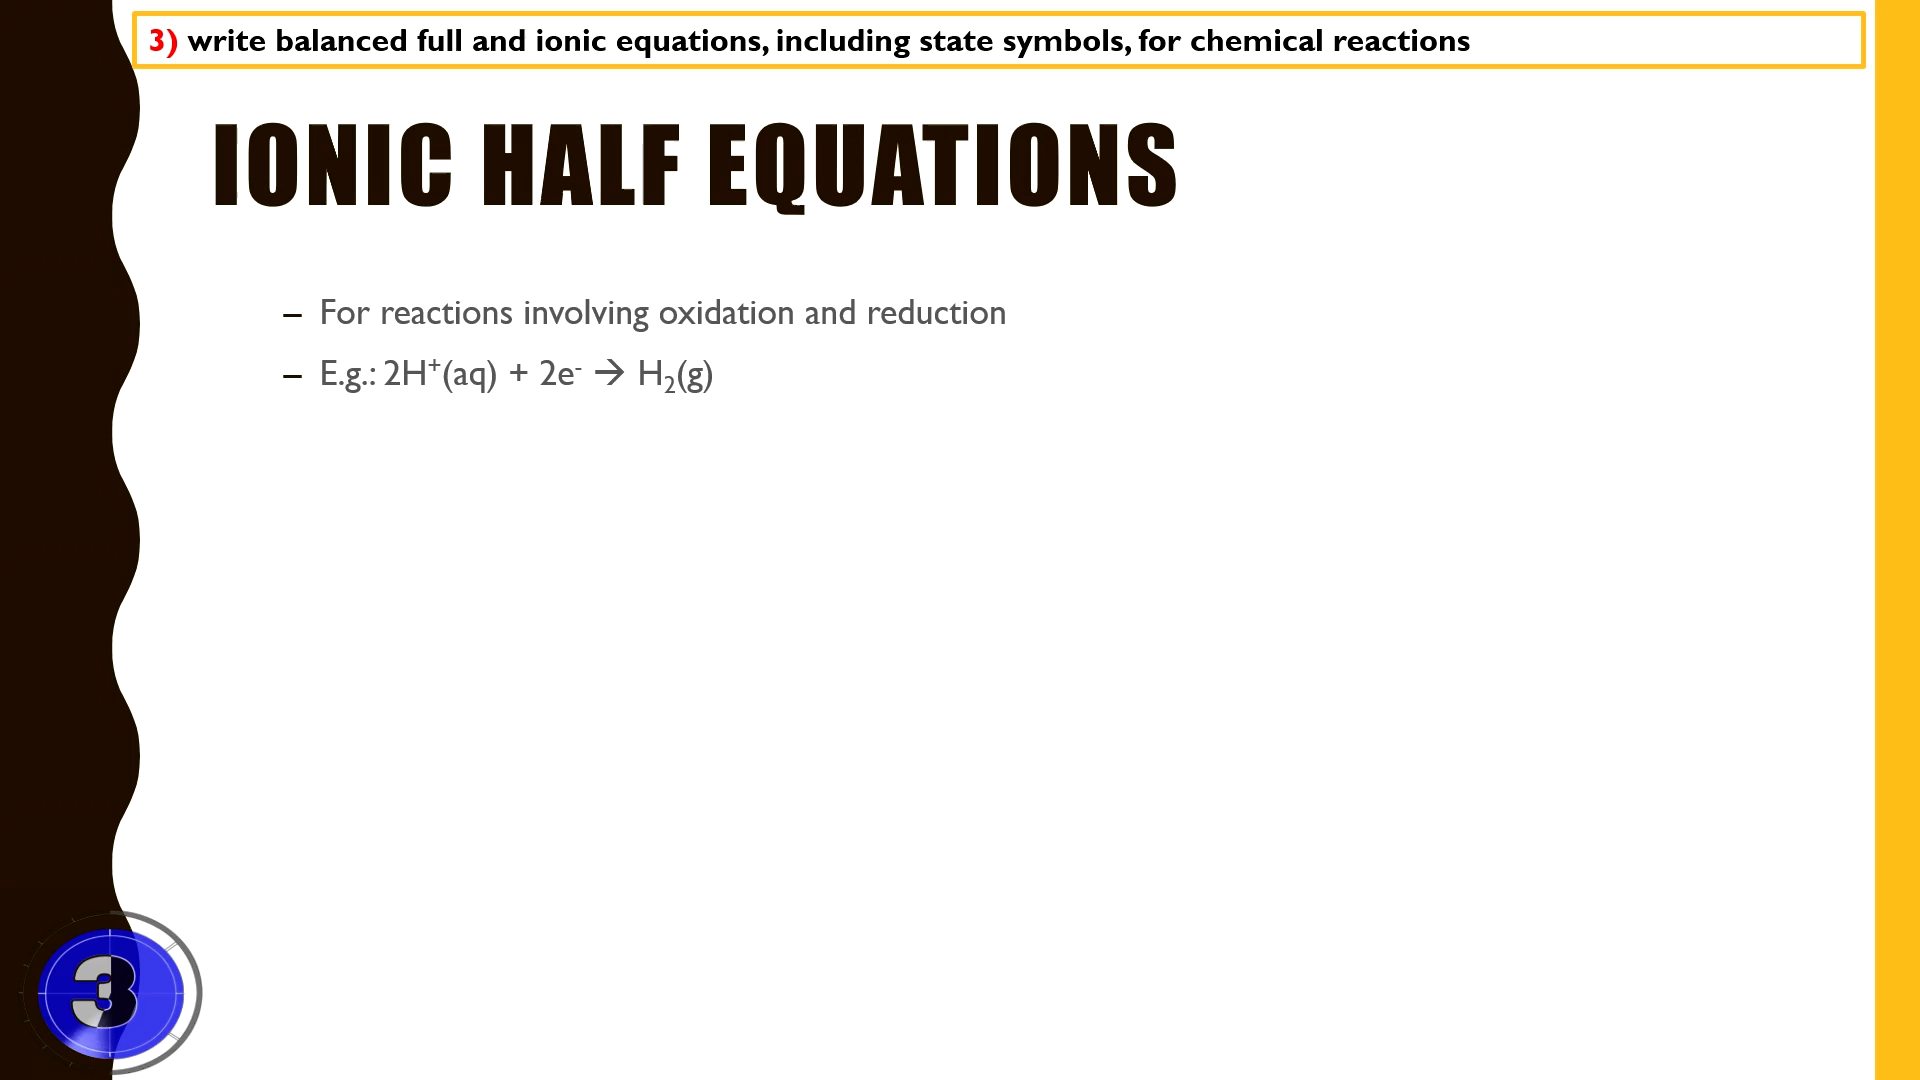 3) write balanced full and ionic equations, including state symbols, for chemical reactions
IONIC HALF EQUATIONS
– For reactions involving oxidation and reduction
– E.g.: 2H⁺(aq) + 2e⁻ → H₂(g)
3